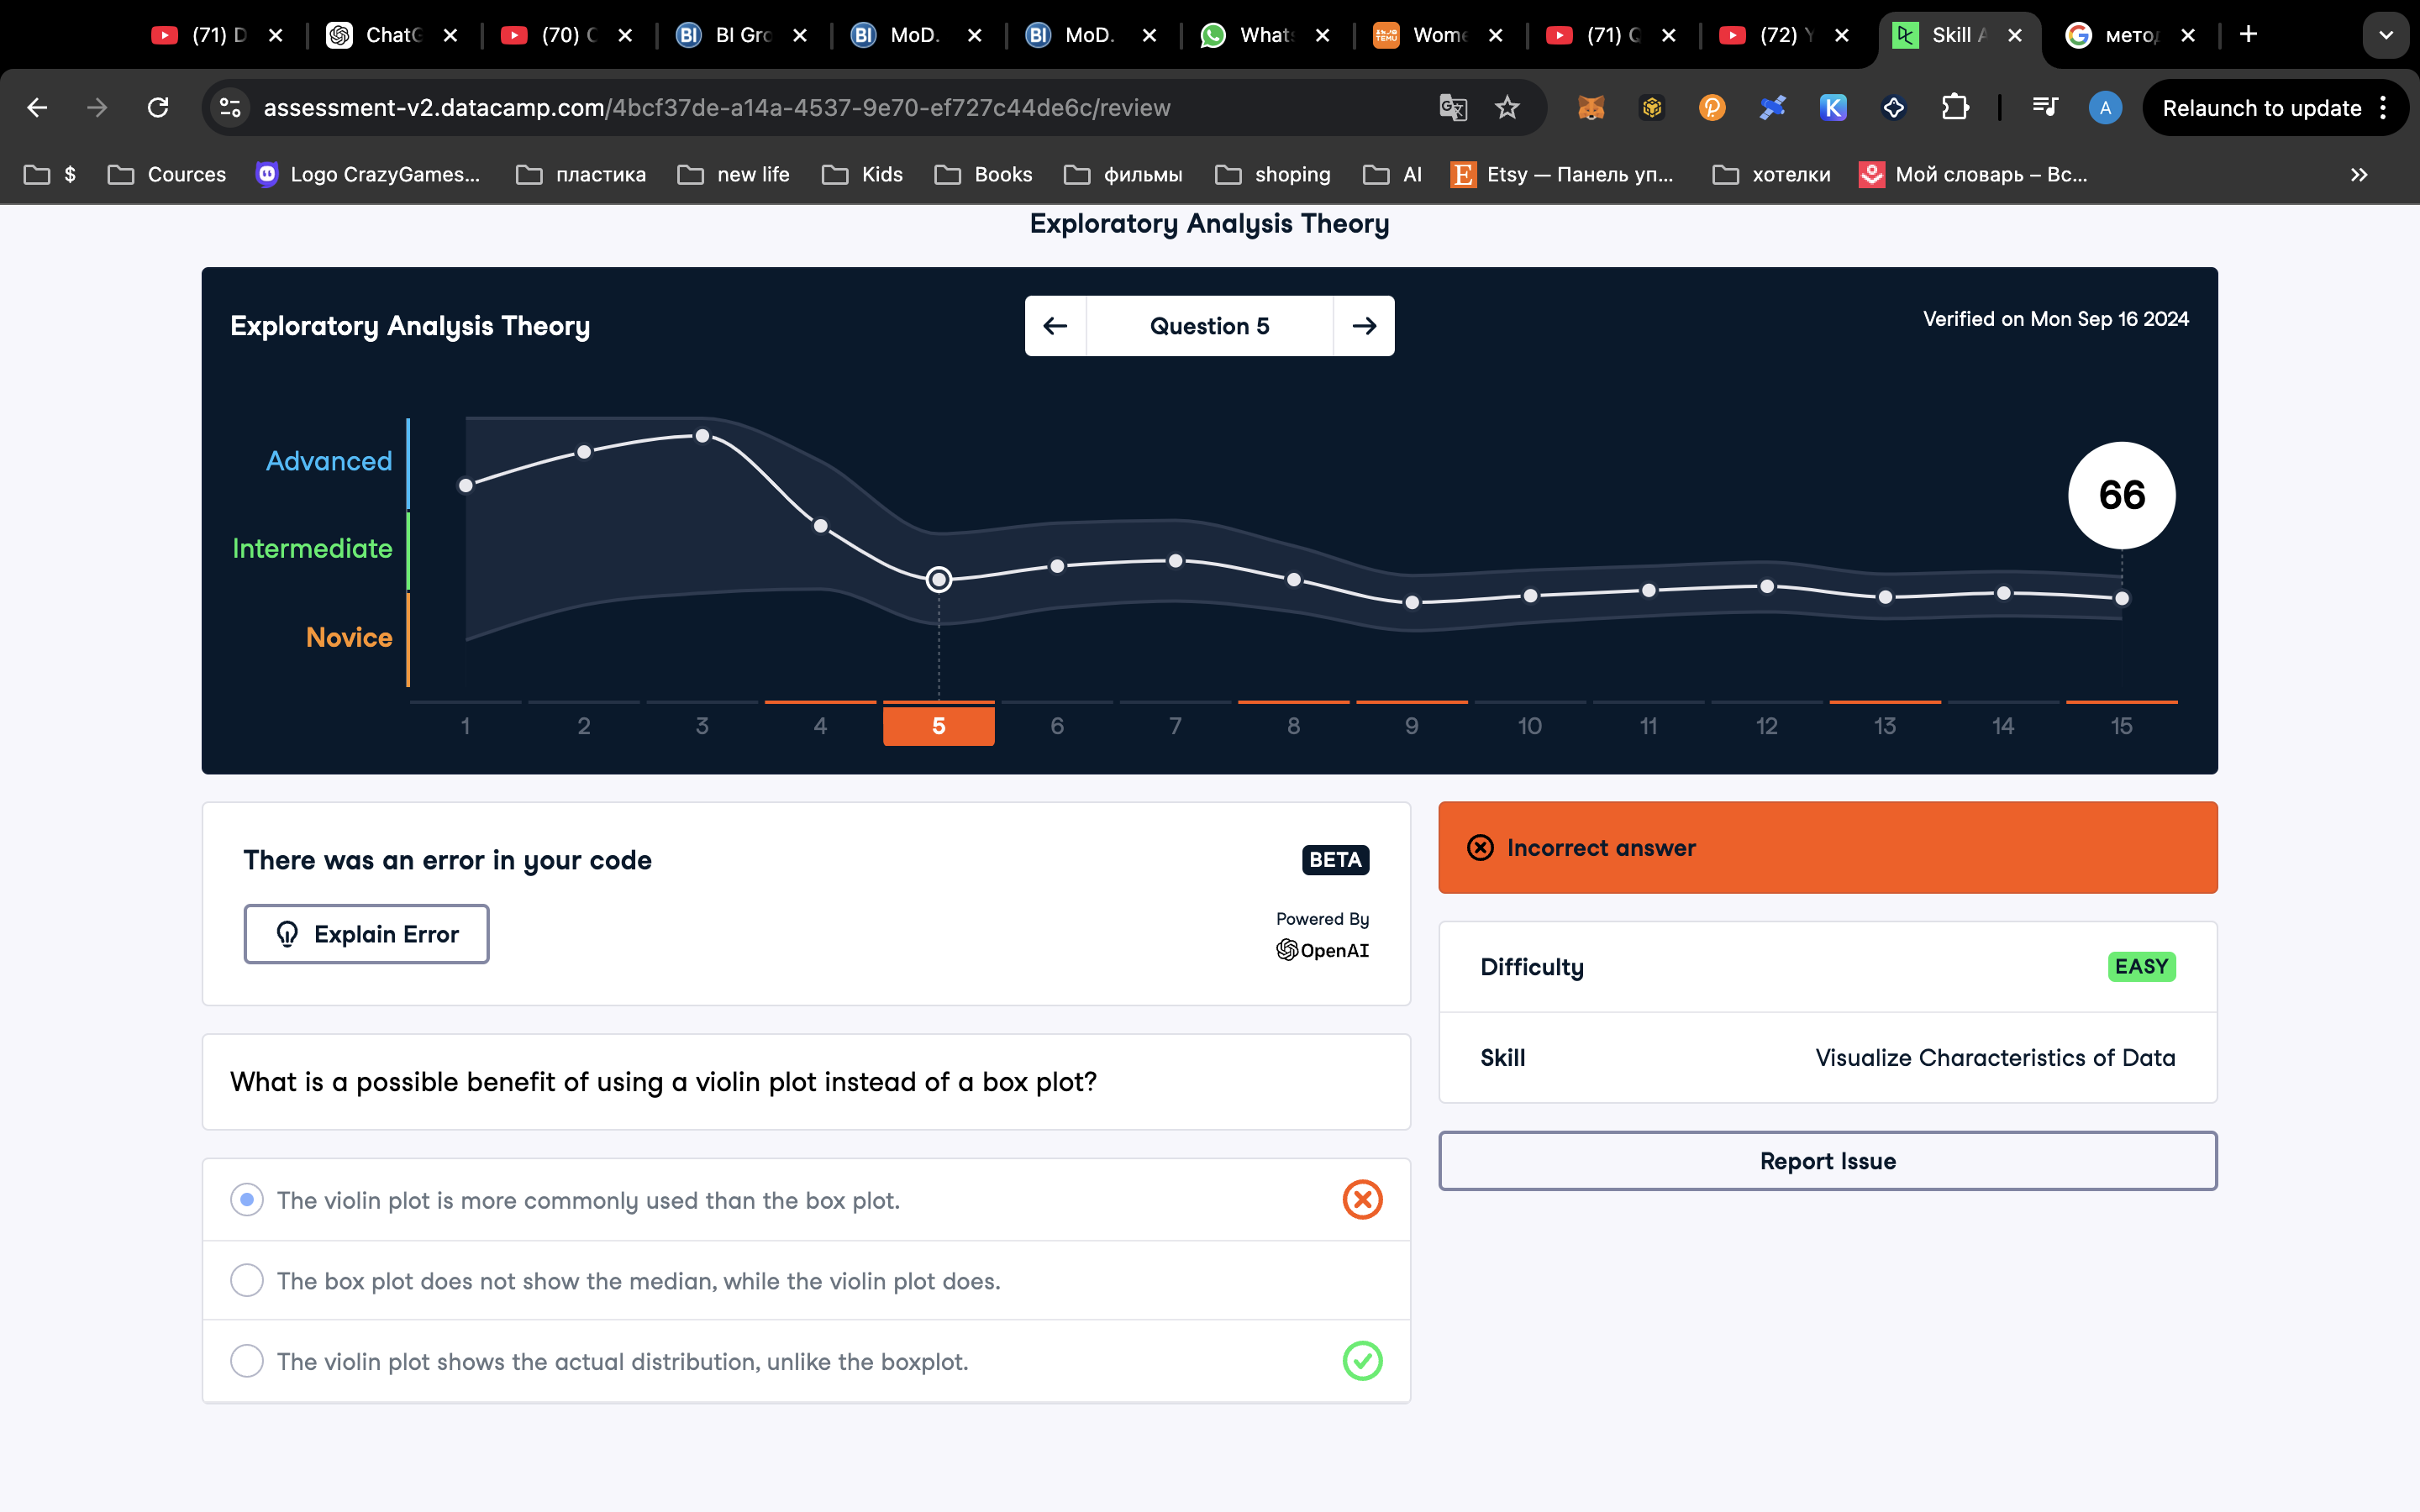 (71) D
ChatG
(70) C
BI Gro
MoD.
MoD.
Whats
Wome
(71) Q
(72) Y
Skill A
метод
assessment-v2.datacamp.com/4bcf37de-a14a-4537-9e70-ef727c44de6c/review
A
Relaunch to update
$
Cources
Logo CrazyGames...
пластика
new life
Kids
Books
фильмы
shoping
AI
Etsy — Панель уп...
хотелки
Мой словарь – Вс...
Exploratory Analysis Theory
Exploratory Analysis Theory
Question 5
Verified on Mon Sep 16 2024
Advanced
Intermediate
Novice
66
1 2 3 4 5 6 7 8 9 10 11 12 13 14 15
There was an error in your code
BETA
Explain Error
Powered By
OpenAI
What is a possible benefit of using a violin plot instead of a box plot?
The violin plot is more commonly used than the box plot.
The box plot does not show the median, while the violin plot does.
The violin plot shows the actual distribution, unlike the boxplot.
Incorrect answer
Difficulty
EASY
Skill
Visualize Characteristics of Data
Report Issue